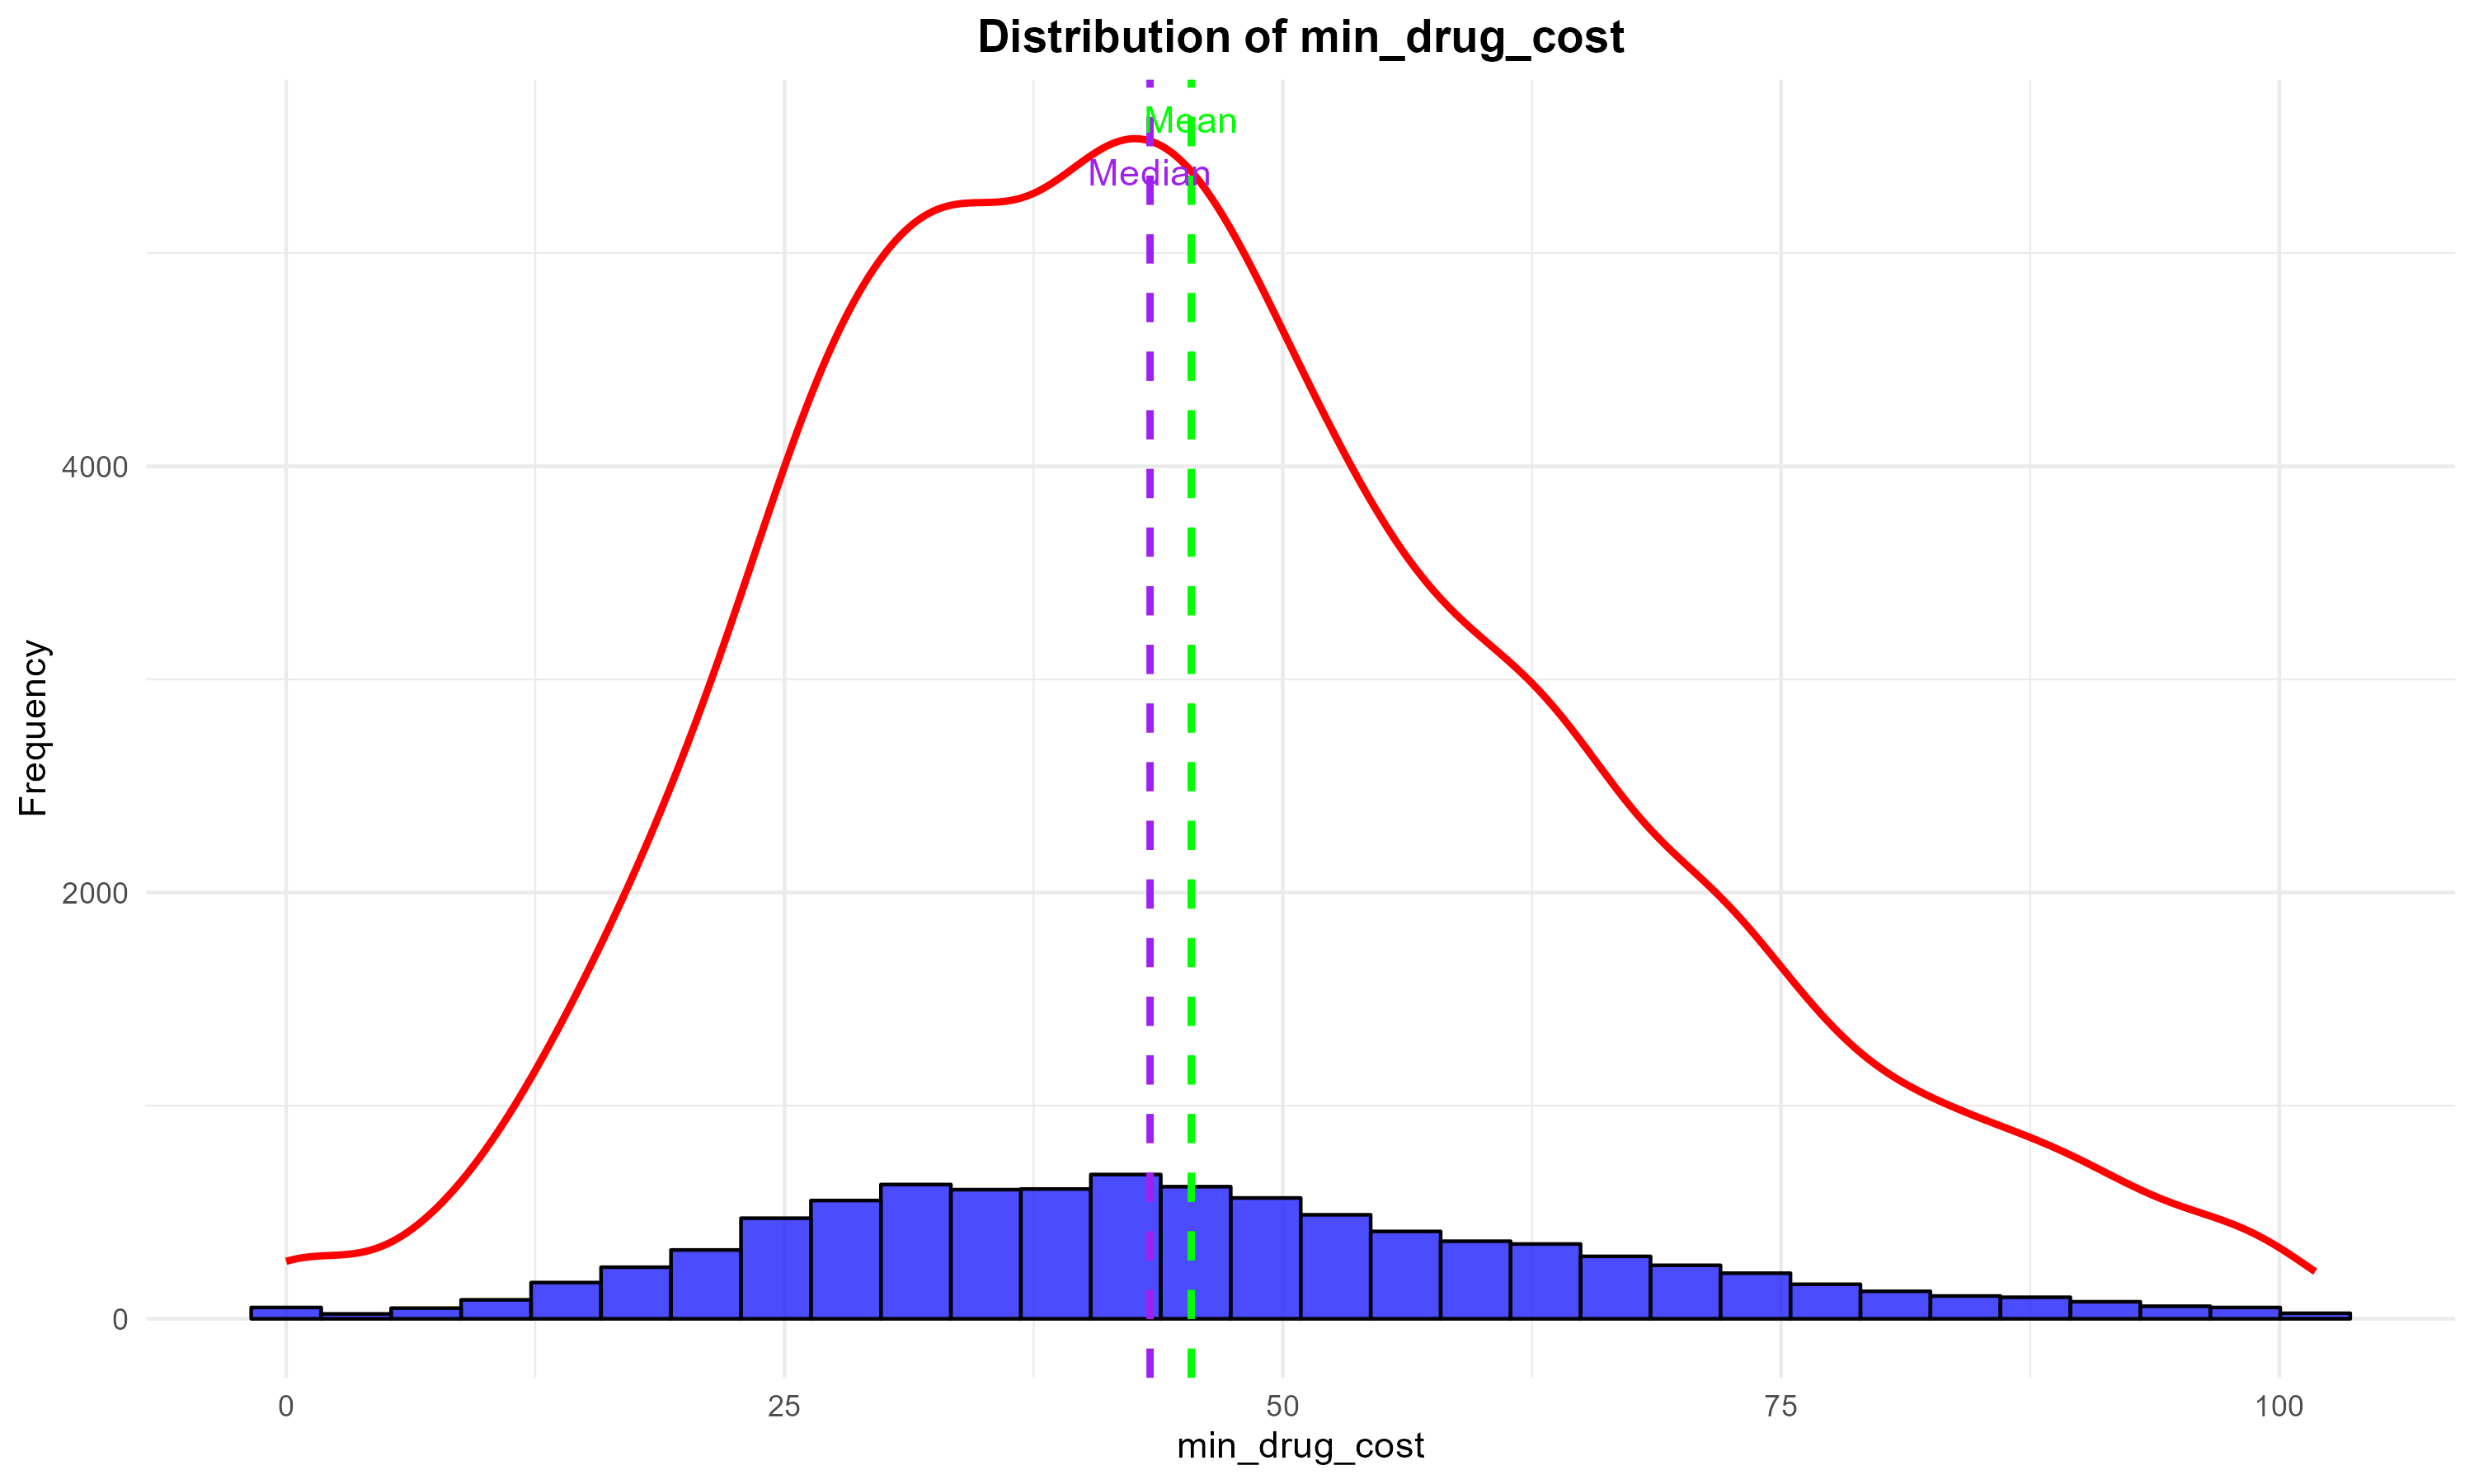 Distribution of min_drug_cost
Mean
Median
4000
2000
0
Frequency
0 25 50 75 100
min_drug_cost